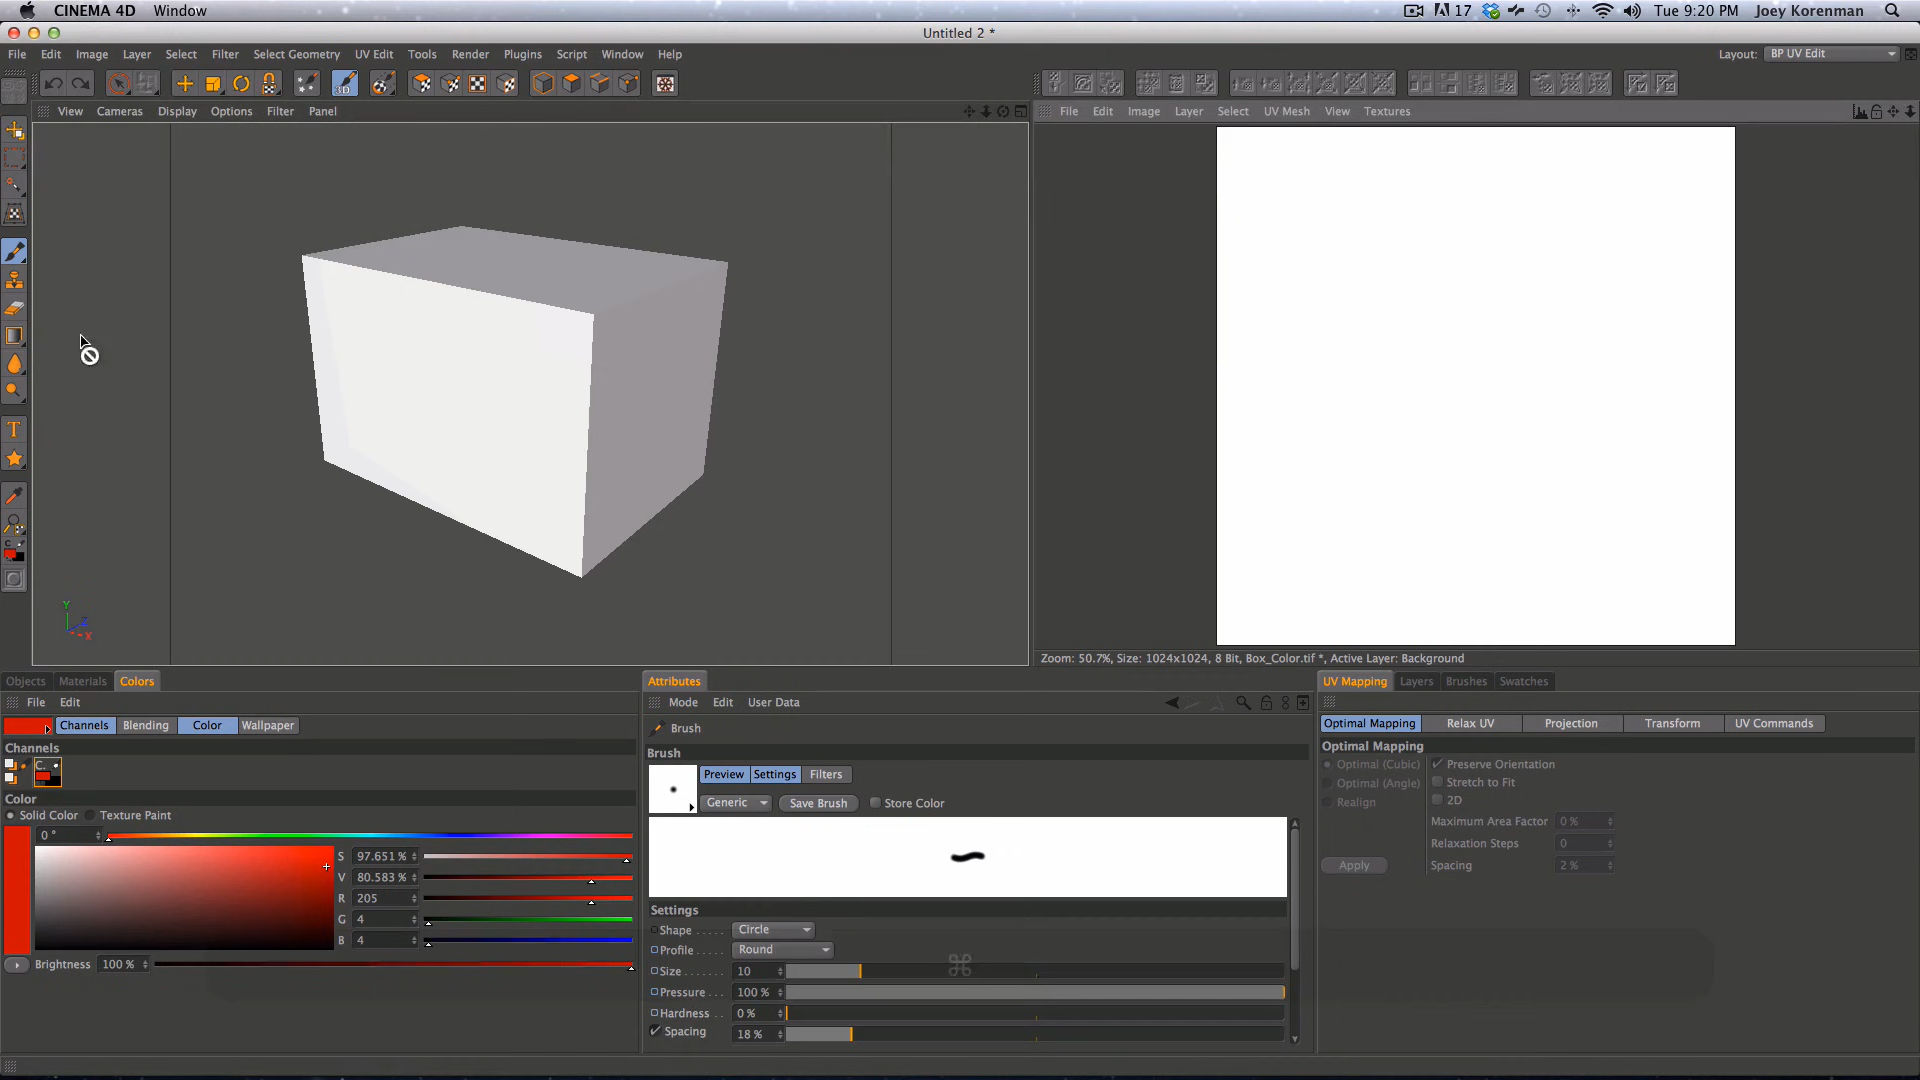 CINEMA 4D Window 17 Tue 9:20 PM Joey Korenman
Untitled 2 *
File Edit Image Layer Select Filter Select Geometry UV Edit Tools Render Plugins Script Window Help Layout: BP UV Edit
3D
View Cameras Display Options Filter Panel
File Edit Image Layer Select UV Mesh View Textures
T
C
Y
Z
X
Zoom: 50.7%, Size: 1024x1024, 8 Bit, Box_Color.tif *, Active Layer: Background
Objects Materials Colors
File Edit
Channels Blending Color Wallpaper
Channels
C.
Color
Solid Color Texture Paint
0 °
S 97.651 %
V 80.583 %
R 205
G 4
B 4
Brightness 100 %
Attributes
Mode Edit User Data
Brush
Brush
Preview Settings Filters
Generic Save Brush Store Color
Settings
Shape ..... Circle
Profile .... Round
Size ....... 10
Pressure ... 100 %
Hardness .. 0 %
Spacing 18 %
⌘
UV Mapping Layers Brushes Swatches
Optimal Mapping Relax UV Projection Transform UV Commands
Optimal Mapping
Optimal (Cubic) Preserve Orientation
Optimal (Angle) Stretch to Fit
Realign 2D
Maximum Area Factor 0 %
Relaxation Steps 0
Apply Spacing 2 %